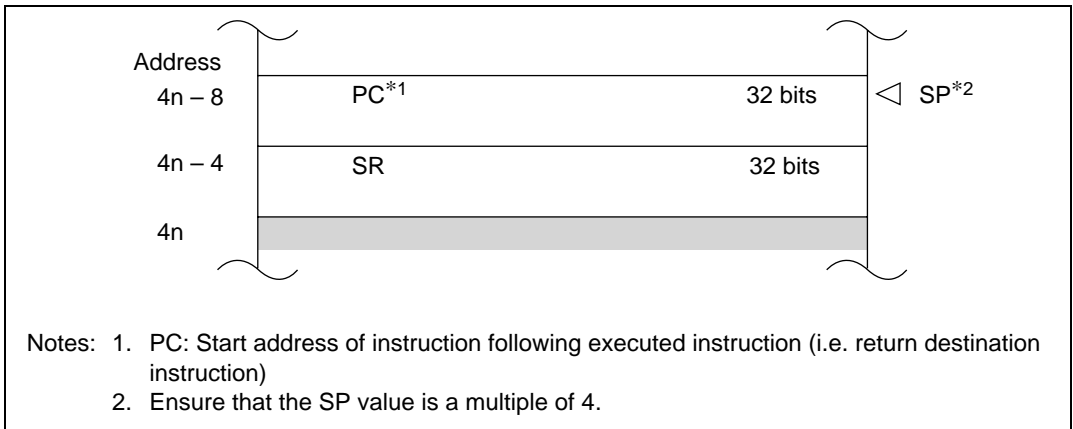 Address
4n – 8 PC*1 32 bits ◁ SP*2
4n – 4 SR 32 bits
4n
Notes: 1. PC: Start address of instruction following executed instruction (i.e. return destination
instruction)
2. Ensure that the SP value is a multiple of 4.